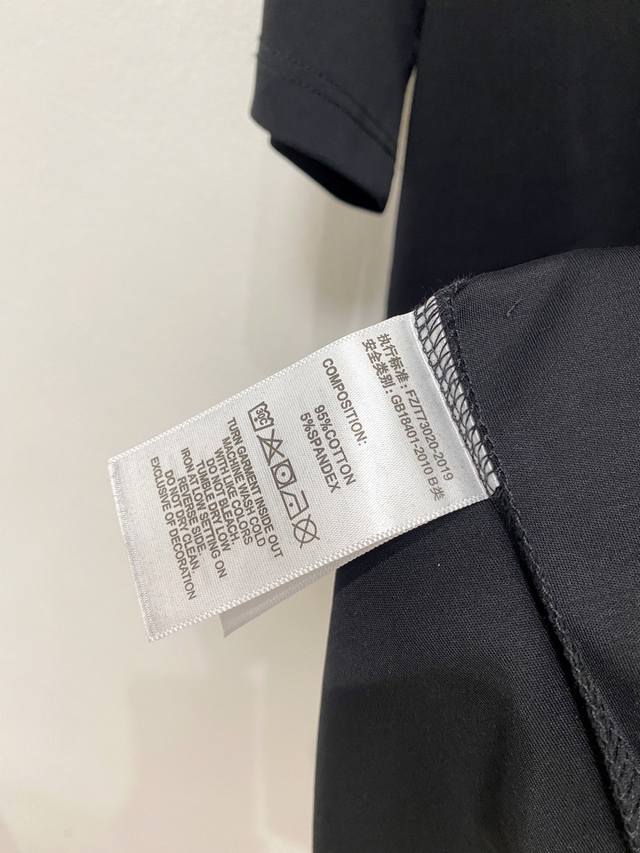 执行标准：FZ/T73020-2019
安全类别：GB18401-2010 B类
COMPOSITION:
95%COTTON
5%SPANDEX
30C
TURN GARMENT INSIDE OUT
MACHINE WASH COLD
WITH LIKE COLORS
DO NOT BLEACH.
TUMBLE DRY LOW
IRON AT LOW SETTING ON
REVERSE SIDE.
DO NOT DRY CLEAN.
EXCLUSIVE OF DECORATION